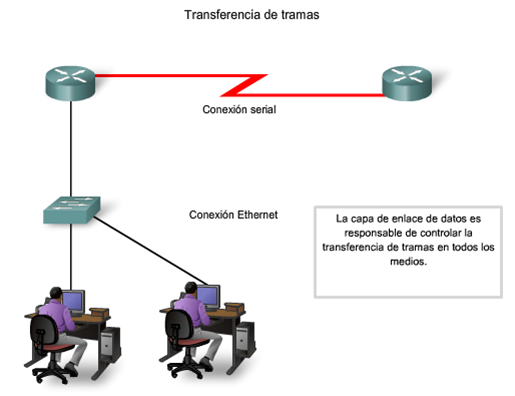 Transferencia de tramas
Conexión serial
Conexión Ethernet
La capa de enlace de datos es
responsable de controlar la
transferencia de tramas en todos los
medios.